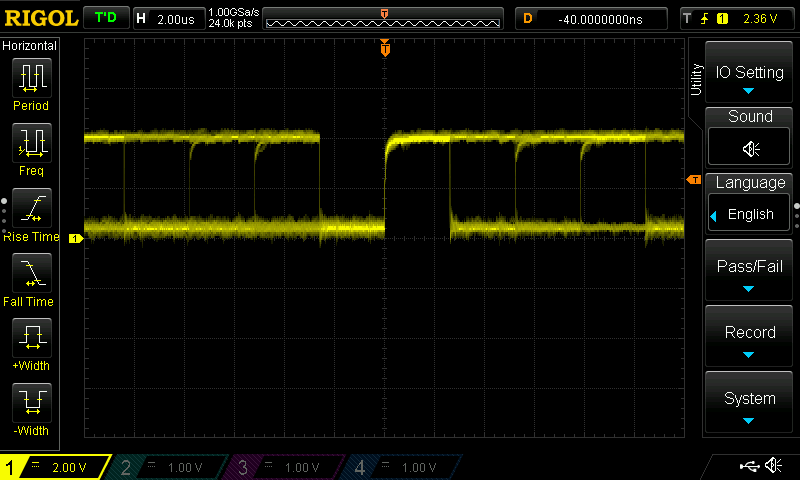 RIGOL T'D H 2.00us 1.00GSa/s
24.0k pts T D -40.0000000ns T 1 2.36 V
Horizontal
Period
Freq
Rise Time
Fall Time
+Width
-Width
T
T
1
Utility
IO Setting
Sound
Language
English
Pass/Fail
Record
System
1 2.00 V 2 1.00 V 3 1.00 V 4 1.00 V